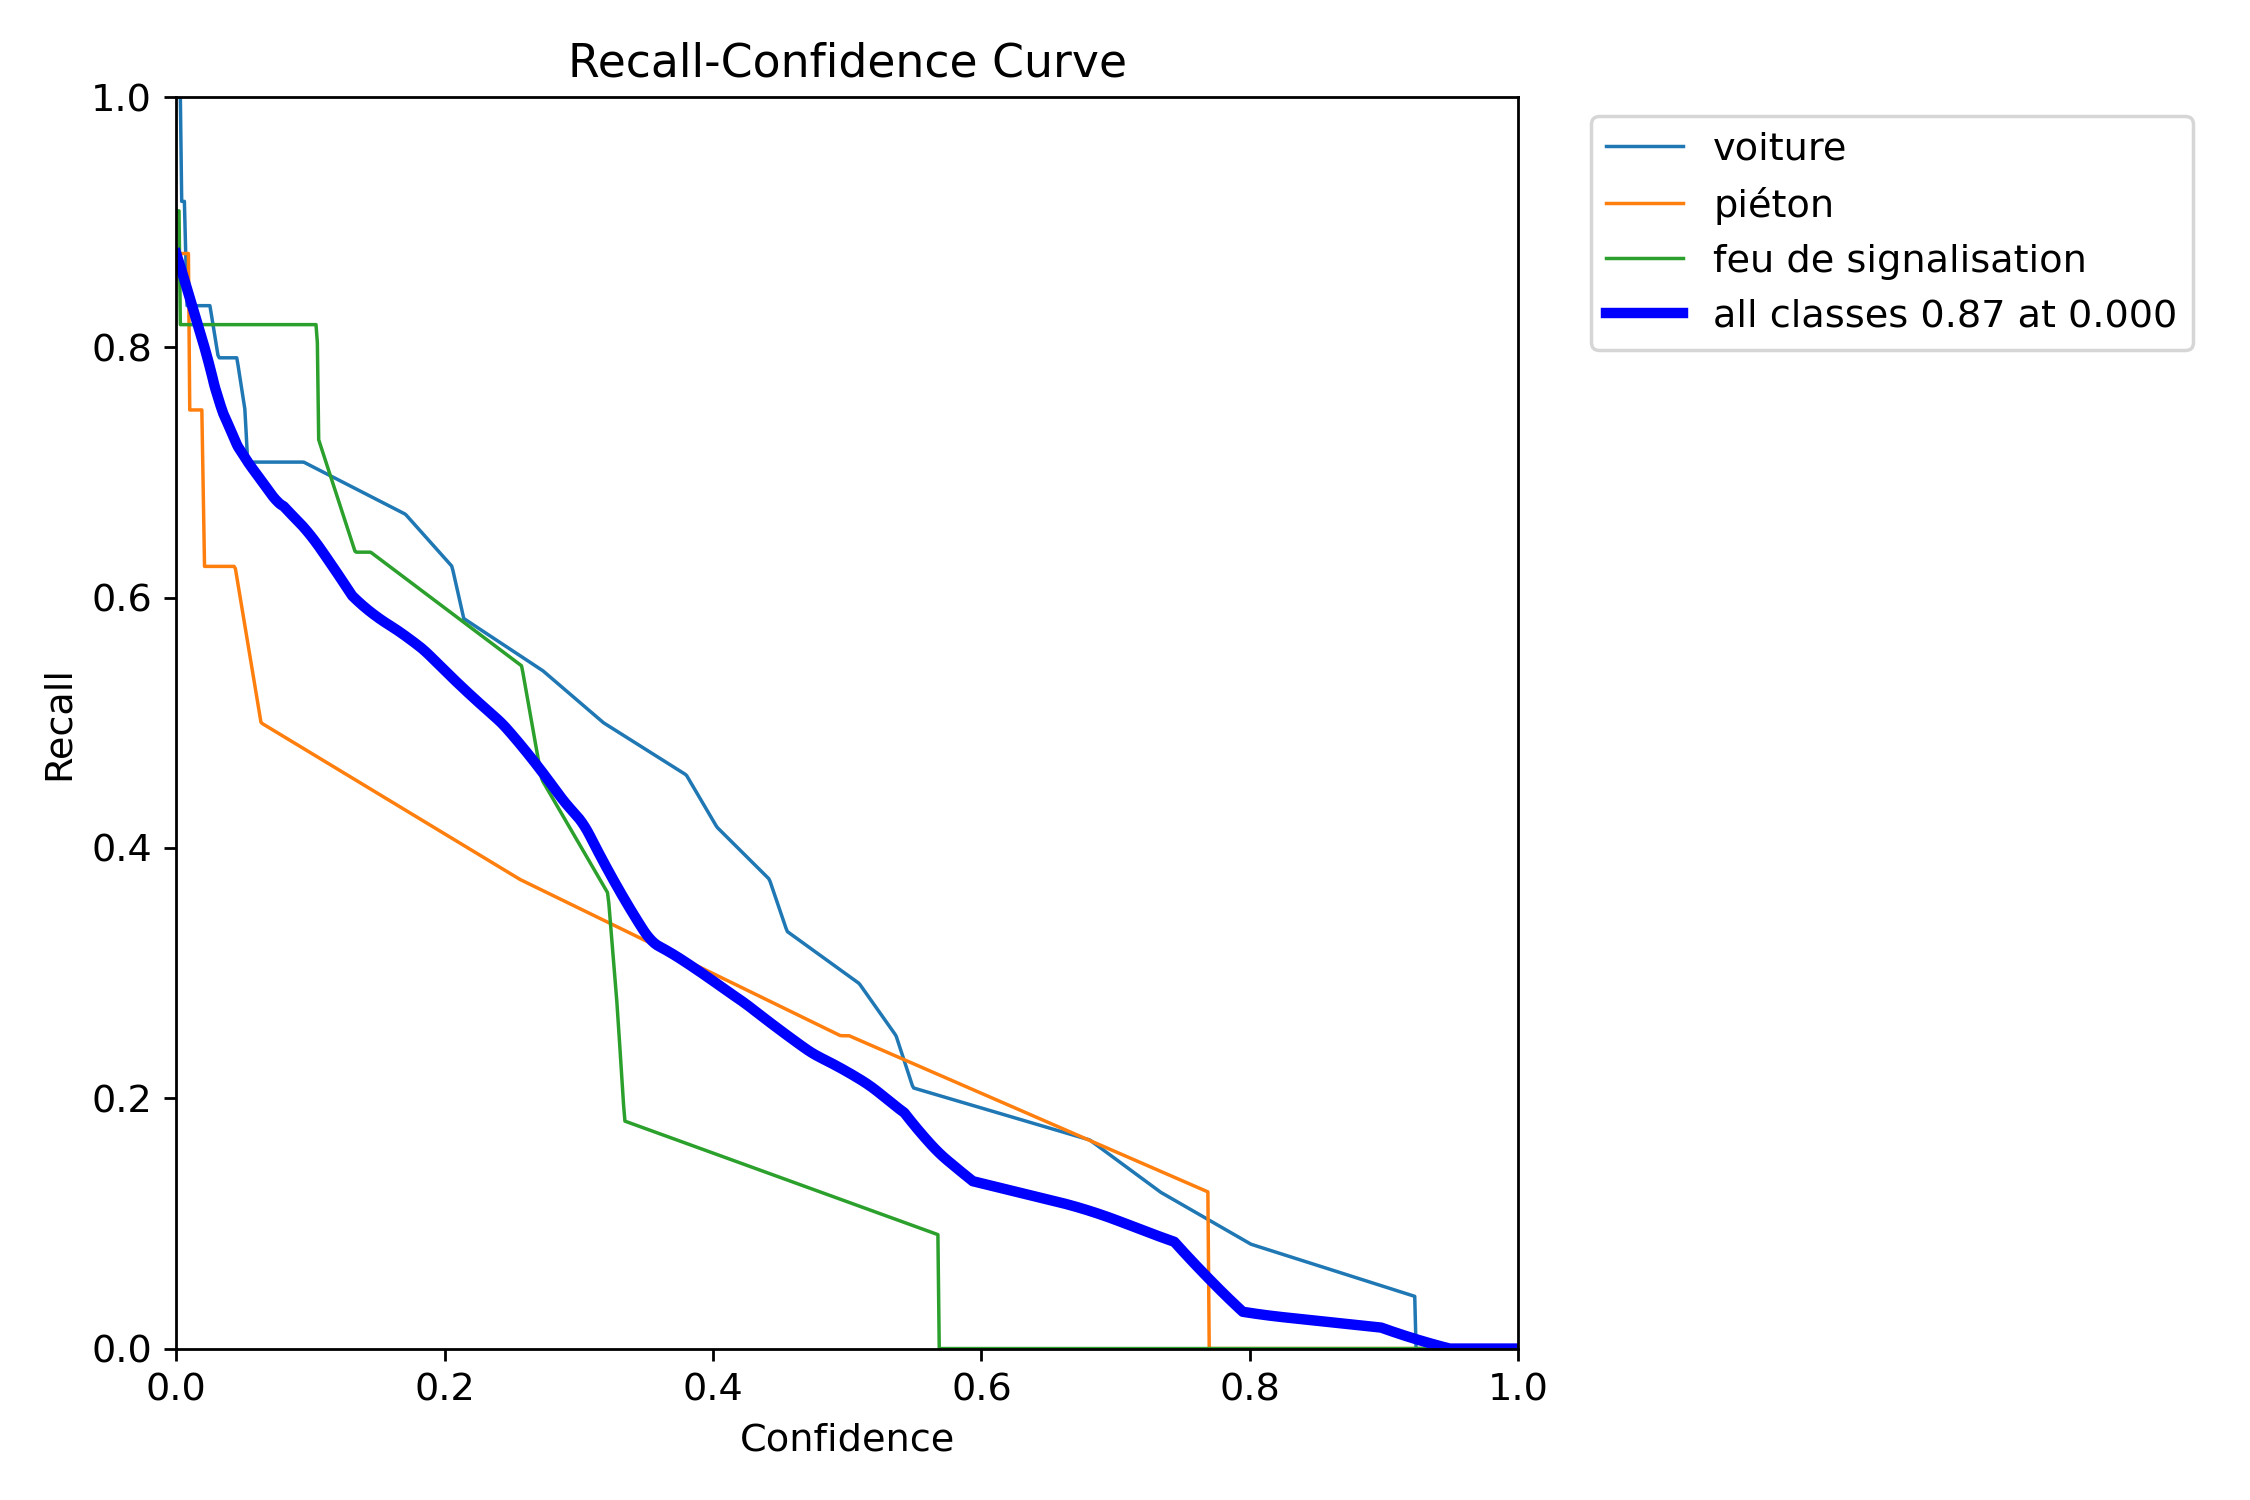 Recall-Confidence Curve
1.0
0.8
0.6
0.4
0.2
0.0
Recall
0.0 0.2 0.4 0.6 0.8 1.0
Confidence
voiture
piéton
feu de signalisation
all classes 0.87 at 0.000